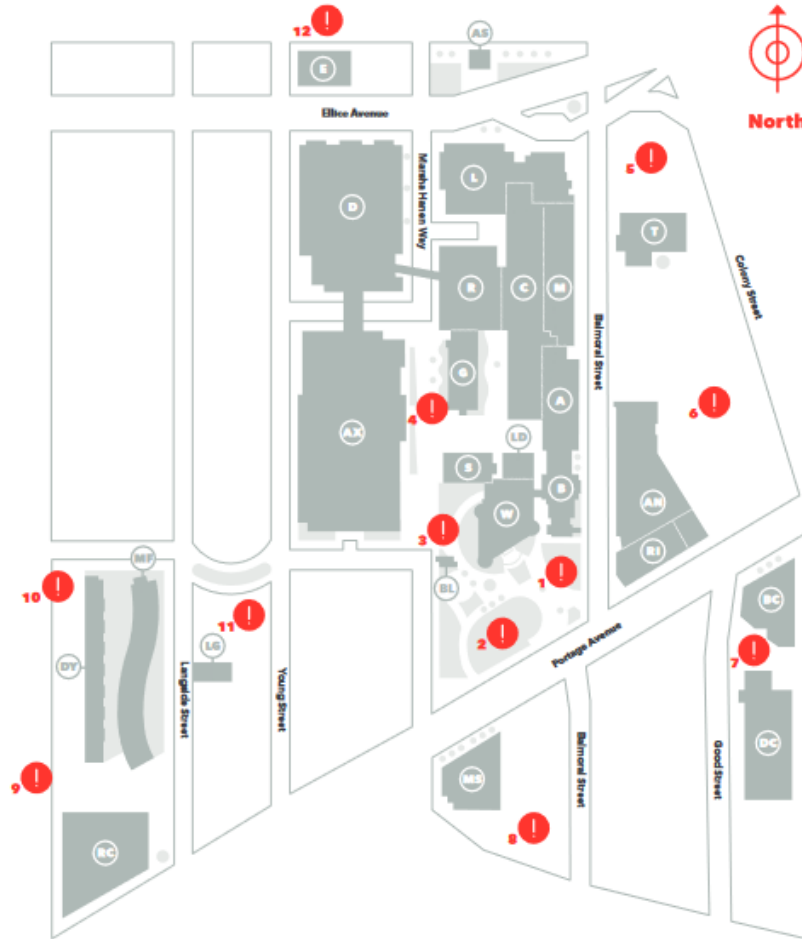 12
AS
E
North
Ellice Avenue
5
L
Marsha Hanen Way
D
T
Colony Street
R
C
M
Balmoral Street
G
A
6
4
AX
LD
S
B
AN
W
3
RI
MF
1
10
BL
BC
11
2
Portage Avenue
LG
7
DY
Langside Street
Young Street
DC
9
MS
Balmoral Street
Good Street
8
RC